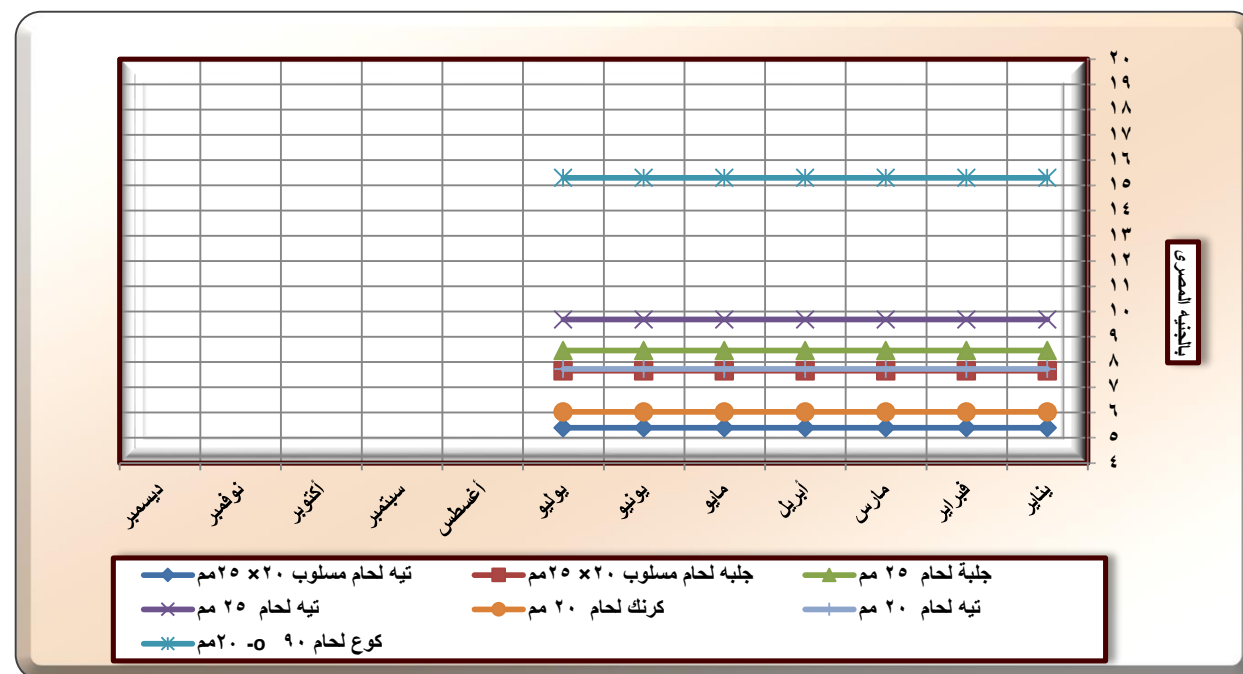 ٢٠
١٩
١٨
١٧
١٦
١٥
١٤
١٣
١٢
١١
١٠
٩
٨
٧
٦
٥
٤
بالجنيه المصرى
يناير
فبراير
مارس
أبريل
مايو
يونيو
يوليو
أغسطس
سبتمبر
أكتوبر
نوفمبر
ديسمبر
جلبة لحام ٢٥ مم
جلبه لحام مسلوب ٢٠× ٢٥مم
تيه لحام مسلوب ٢٠× ٢٥مم
تيه لحام ٢٠ مم
كرنك لحام ٢٠ مم
تيه لحام ٢٥ مم
كوع لحام ٩٠ o- ٢٠مم